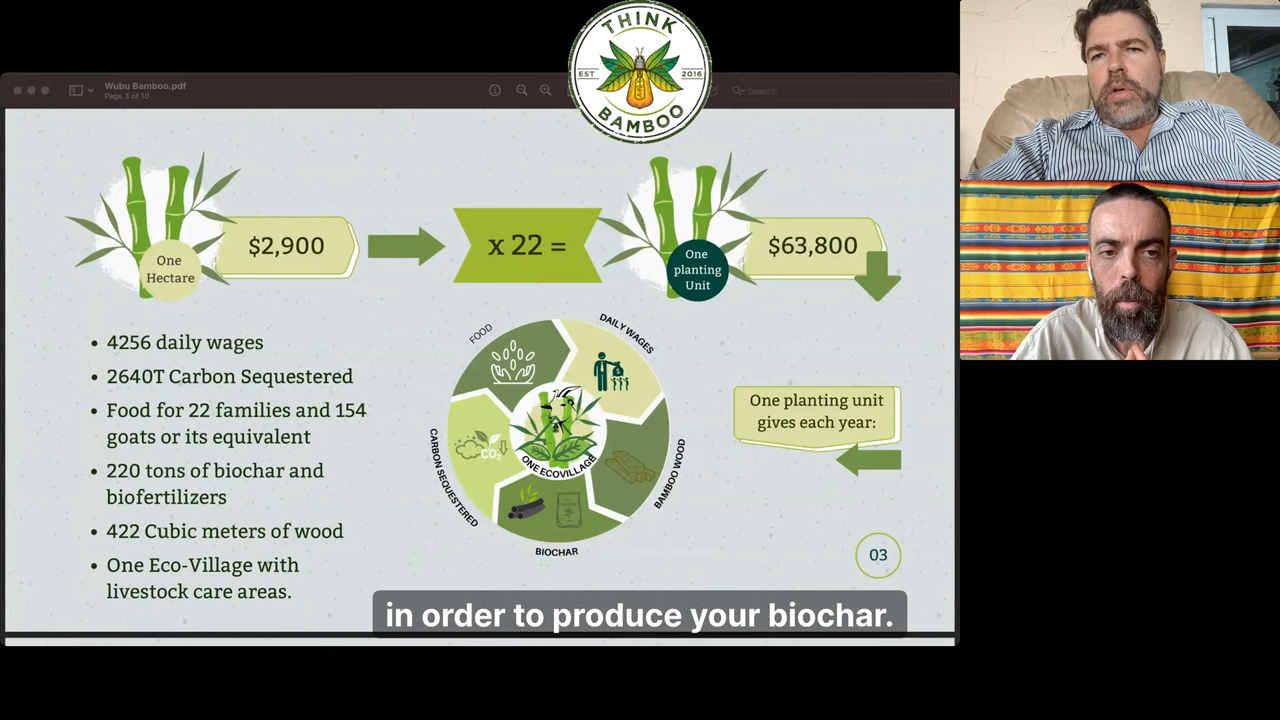 THINK
EST
2016
BAMBOO
Wubu Bamboo.pdf
Page 3 of 10
Search
One
Hectare
$2,900
x 22 =
One
planting
Unit
$63,800
• 4256 daily wages
• 2640T Carbon Sequestered
• Food for 22 families and 154
goats or its equivalent
• 220 tons of biochar and
biofertilizers
• 422 Cubic meters of wood
• One Eco-Village with
livestock care areas.
FOOD
DAILY WAGES
BAMBOO WOOD
BIOCHAR
CARBON SEQUESTERED
CO₂
ONE ECOVILLAGE
One planting unit
gives each year:
03
in order to produce your biochar.